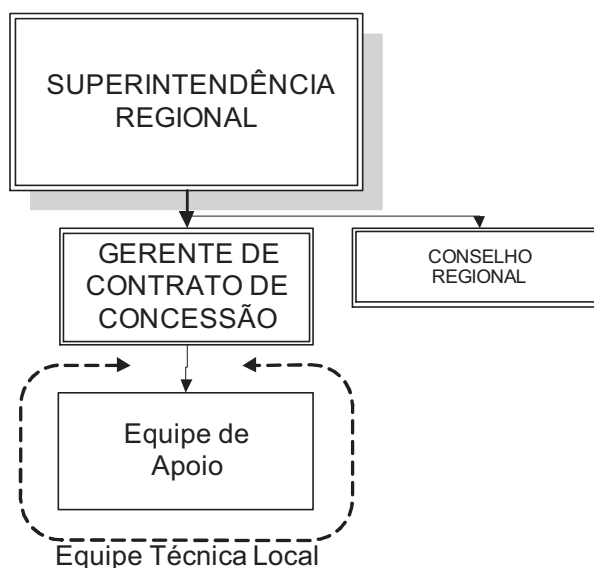 SUPERINTENDÊNCIA
REGIONAL
GERENTE DE
CONTRATO DE
CONCESSÃO
CONSELHO
REGIONAL
Equipe de
Apoio
Equipe Técnica Local